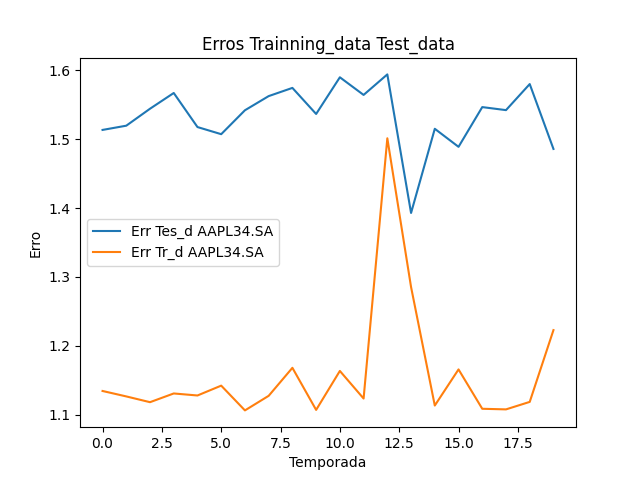 Erros Trainning_data Test_data
1.6
1.5
1.4
1.3
1.2
1.1
Erro
Err Tes_d AAPL34.SA
Err Tr_d AAPL34.SA
0.0 2.5 5.0 7.5 10.0 12.5 15.0 17.5
Temporada